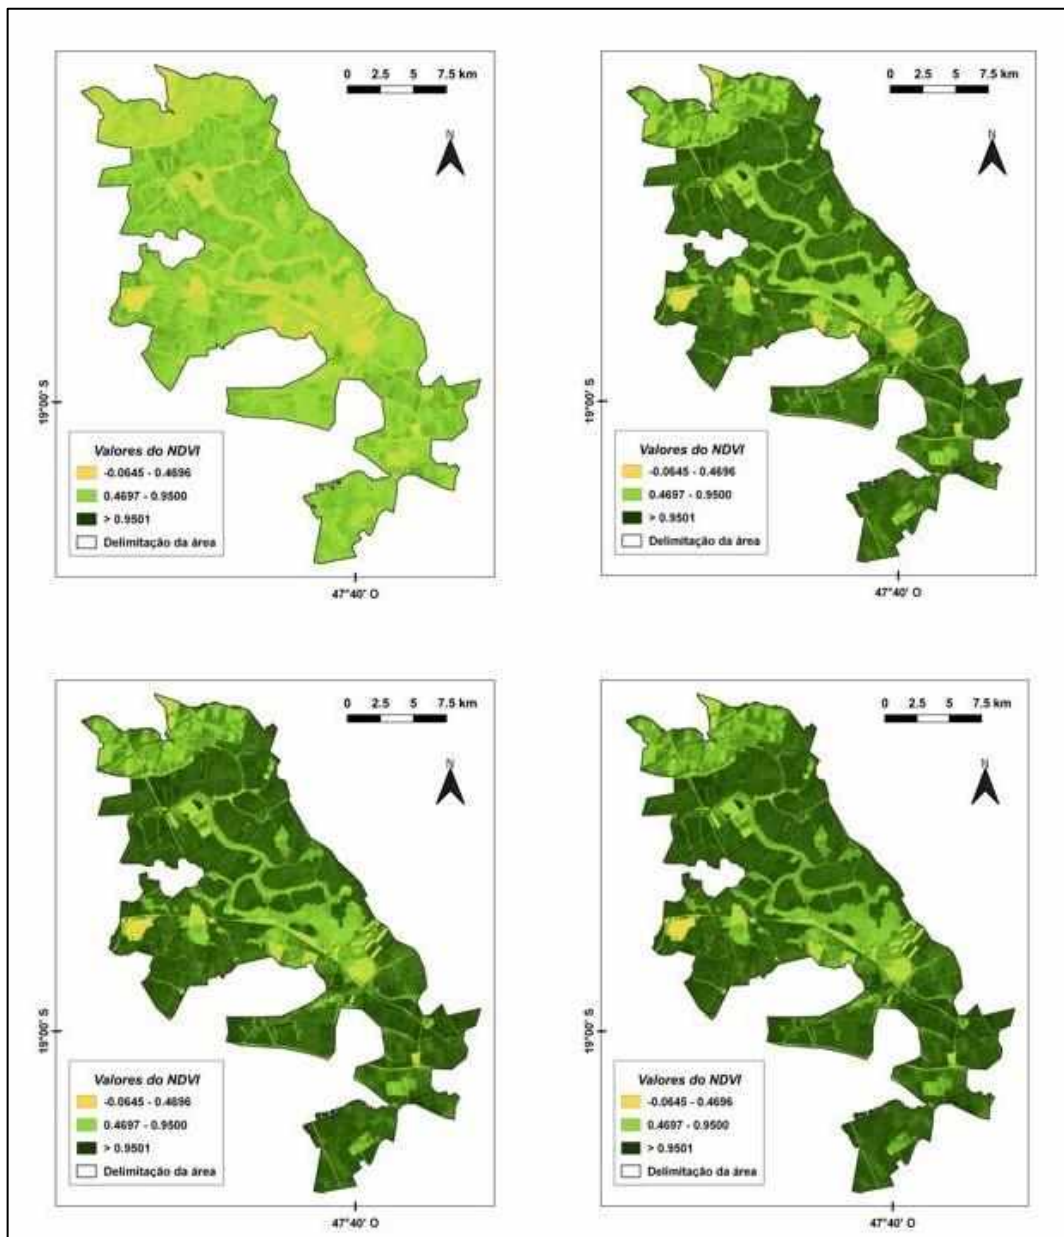 0 2.5 5 7.5 km
N
19°00' S
Valores do NDVI
-0.0645 - 0.4696
0.4697 - 0.9500
> 0.9501
Delimitação da área
47°40' O
0 2.5 5 7.5 km
N
19°00' S
Valores do NDVI
-0.0645 - 0.4696
0.4697 - 0.9500
> 0.9501
Delimitação da área
47°40' O
0 2.5 5 7.5 km
N
19°00' S
Valores do NDVI
-0.0645 - 0.4696
0.4697 - 0.9500
> 0.9501
Delimitação da área
47°40' O
0 2.5 5 7.5 km
N
19°00' S
Valores do NDVI
-0.0645 - 0.4696
0.4697 - 0.9500
> 0.9501
Delimitação da área
47°40' O